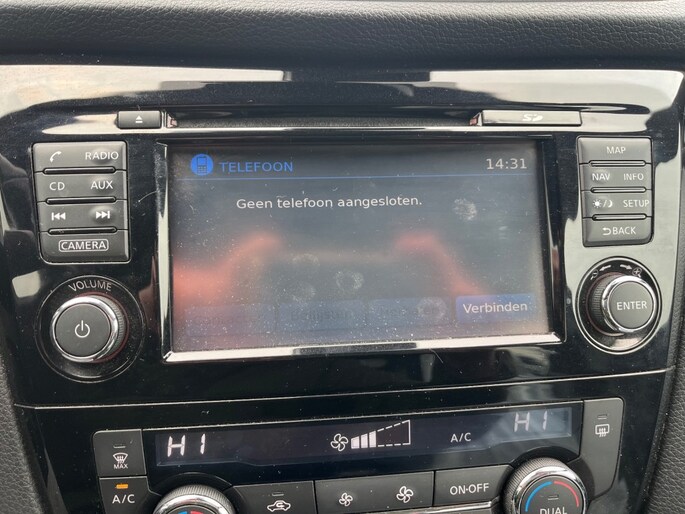 SD
RADIO
CD AUX
CAMERA
VOLUME
TELEFOON 14:31
Geen telefoon aangesloten.
Verbinden
MAP
NAV INFO
SETUP
BACK
ENTER
MAX
A/C
HI
A/C
HI
ON·OFF
DUAL